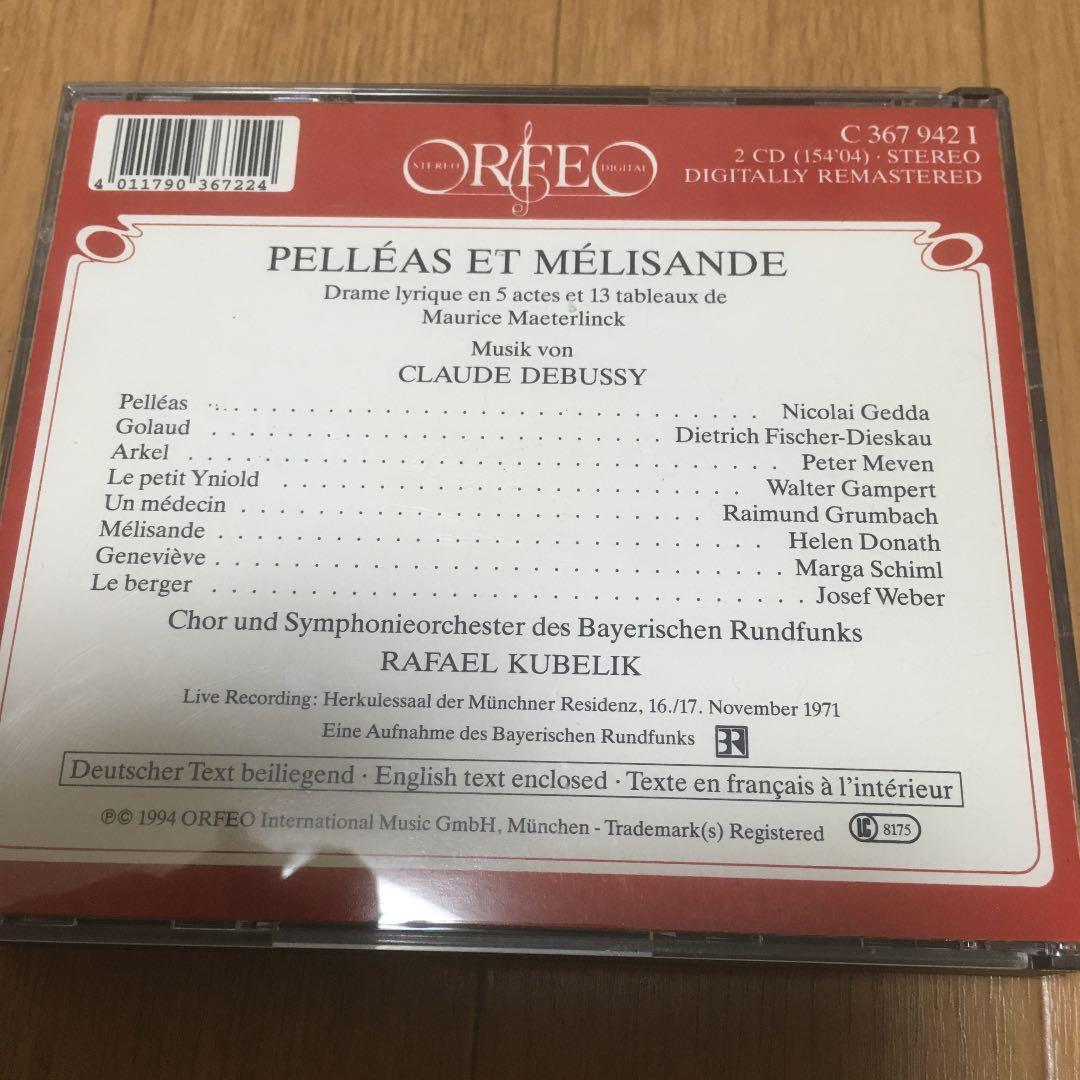 4 011790 367224
STEREO ORFEO DIGITAL
C 367 942 I
2 CD (154'04) · STEREO
DIGITALLY REMASTERED
PELLÉAS ET MÉLISANDE
Drame lyrique en 5 actes et 13 tableaux de
Maurice Maeterlinck
Musik von
CLAUDE DEBUSSY
Pelléas . . . . . . . . . . . . . . . . . . . . . . . . . . . . . Nicolai Gedda
Golaud . . . . . . . . . . . . . . . . . . . . . . . . Dietrich Fischer-Dieskau
Arkel . . . . . . . . . . . . . . . . . . . . . . . . . . . . . . Peter Meven
Le petit Yniold . . . . . . . . . . . . . . . . . . . . . . . . Walter Gampert
Un médecin . . . . . . . . . . . . . . . . . . . . . . . . Raimund Grumbach
Mélisande . . . . . . . . . . . . . . . . . . . . . . . . . . . . Helen Donath
Geneviève . . . . . . . . . . . . . . . . . . . . . . . . . . . . . Marga Schiml
Le berger . . . . . . . . . . . . . . . . . . . . . . . . . . . . . . Josef Weber
Chor und Symphonieorchester des Bayerischen Rundfunks
RAFAEL KUBELIK
Live Recording: Herkulessaal der Münchner Residenz, 16./17. November 1971
Eine Aufnahme des Bayerischen Rundfunks BR
Deutscher Text beiliegend · English text enclosed · Texte en français à l'intérieur
℗© 1994 ORFEO International Music GmbH, München - Trademark(s) Registered LC 8175